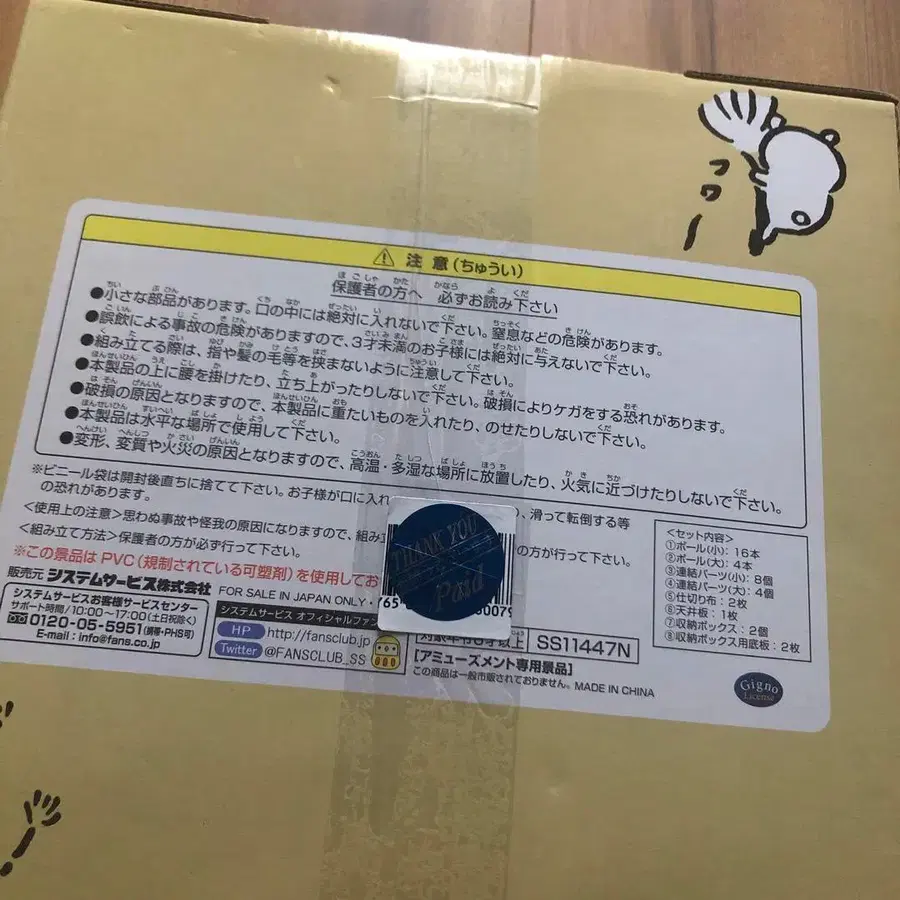 フワー
注意(ちゅうい)
保護者の方へ 必ずお読み下さい
●小さな部品があります。口の中には絶対に入れないで下さい。窒息などの危険があります。
●誤飲による事故の危険がありますので、3才未満のお子様には絶対に与えないで下さい。
●組み立てる際は、指や髪の毛等を挟まないように注意して下さい。
●本製品の上に腰を掛けたり、立ち上がったりしないで下さい。破損によりケガをする恐れがあります。
●破損の原因となりますので、本製品に重たいものを入れたり、のせたりしないで下さい。
●本製品は水平な場所で使用して下さい。
●変形、変質や火災の原因となりますので、高温・多湿な場所に放置したり、火気に近づけたりしないで下さい。
※ビニール袋は開封後直ちに捨てて下さい。お子様が口に入れ 、滑って転倒する等
の恐れがあります。
<使用上の注意>思わぬ事故や怪我の原因になりますので、組み立 の方が行って下さい。
<組み立て方法>保護者の方が必ず行って下さい。
※この景品はPVC(規制されている可塑剤)を使用してお
販売元 システムサービス株式会社
FOR SALE IN JAPAN ONLY・
システムサービスお客様サービスセンター
サポート時間/10:00~17:00(土日祝除く)
0120-05-5951(携帯・PHS可)
E-mail:info@fans.co.jp
システムサービス オフィシャルファン
HP http://fansclub.jp
Twitter @FANSCLUB_SS
THANK YOU
Paid
対象年令6才以上 SS11447N
[アミューズメント専用景品]
この商品は一般市販されておりません。 MADE IN CHINA
<セット内容>
①ポール(小):16本
②ポール(大):4本
③連結パーツ(小):8個
④連結パーツ(大):4個
⑤仕切り布:2枚
⑥天井板:1枚
⑦収納ボックス:2個
⑧収納ボックス用底板:2枚
Gigno
License